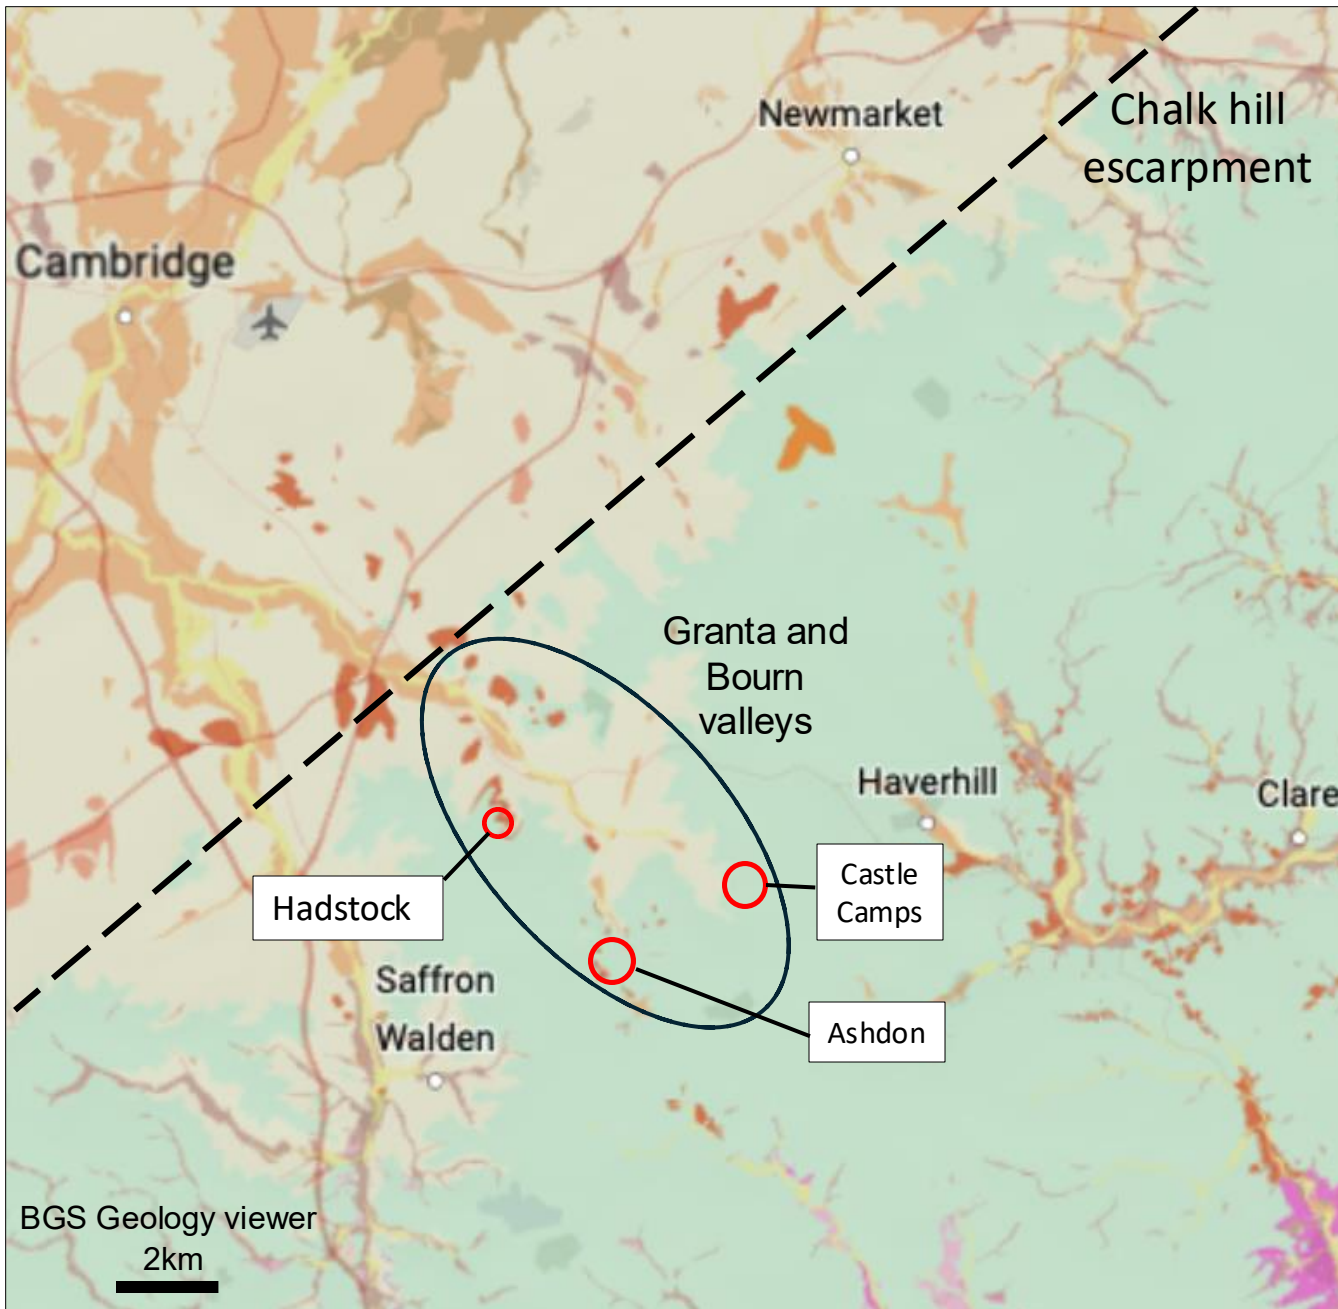 Newmarket
Chalk hill
escarpment
Cambridge
Granta and
Bourn
valleys
Haverhill
Clare
Castle
Camps
Hadstock
Saffron
Walden
Ashdon
BGS Geology viewer
2km